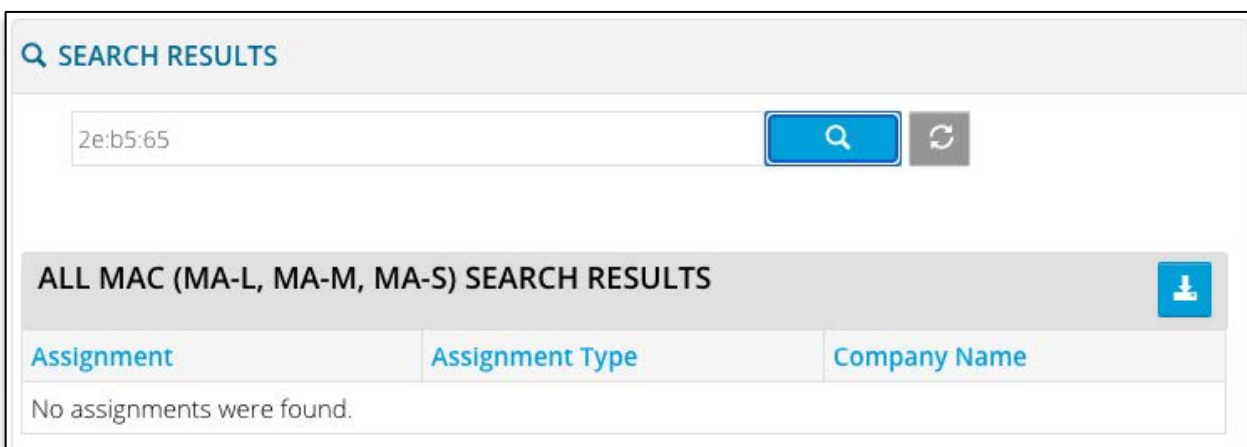 SEARCH RESULTS
2e:b5:65
ALL MAC (MA-L, MA-M, MA-S) SEARCH RESULTS
Assignment Assignment Type Company Name
No assignments were found.